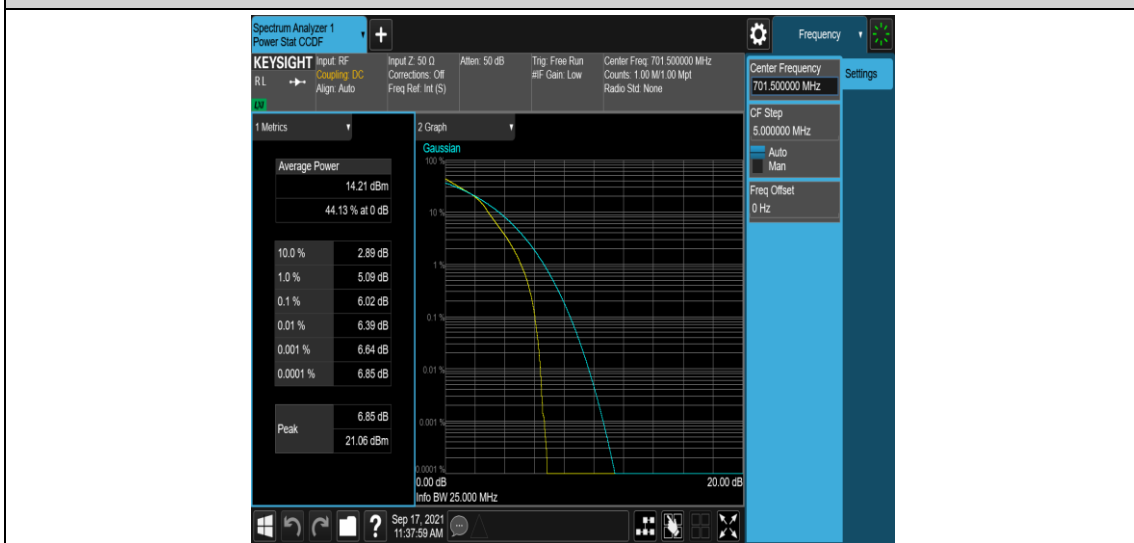 Spectrum Analyzer 1
Power Stat CCDF
+
Frequency
KEYSIGHT
RL
LXI
Input: RF
Coupling: DC
Align: Auto
Input Z: 50 Ω
Corrections: Off
Freq Ref: Int (S)
Atten: 50 dB
Trig: Free Run
#IF Gain: Low
Center Freq: 701.500000 MHz
Counts: 1.00 M/1.00 Mpt
Radio Std: None
Center Frequency
701.500000 MHz
Settings
CF Step
5.000000 MHz
Auto
Man
Freq Offset
0 Hz
1 Metrics
Average Power
14.21 dBm
44.13 % at 0 dB
10.0 % 2.89 dB
1.0 % 5.09 dB
0.1 % 6.02 dB
0.01 % 6.39 dB
0.001 % 6.64 dB
0.0001 % 6.85 dB
Peak 6.85 dB
21.06 dBm
2 Graph
Gaussian
100 %
10 %
1 %
0.1 %
0.01 %
0.001 %
0.0001 %
0.00 dB 20.00 dB
Info BW 25.000 MHz
?
Sep 17, 2021
11:37:59 AM